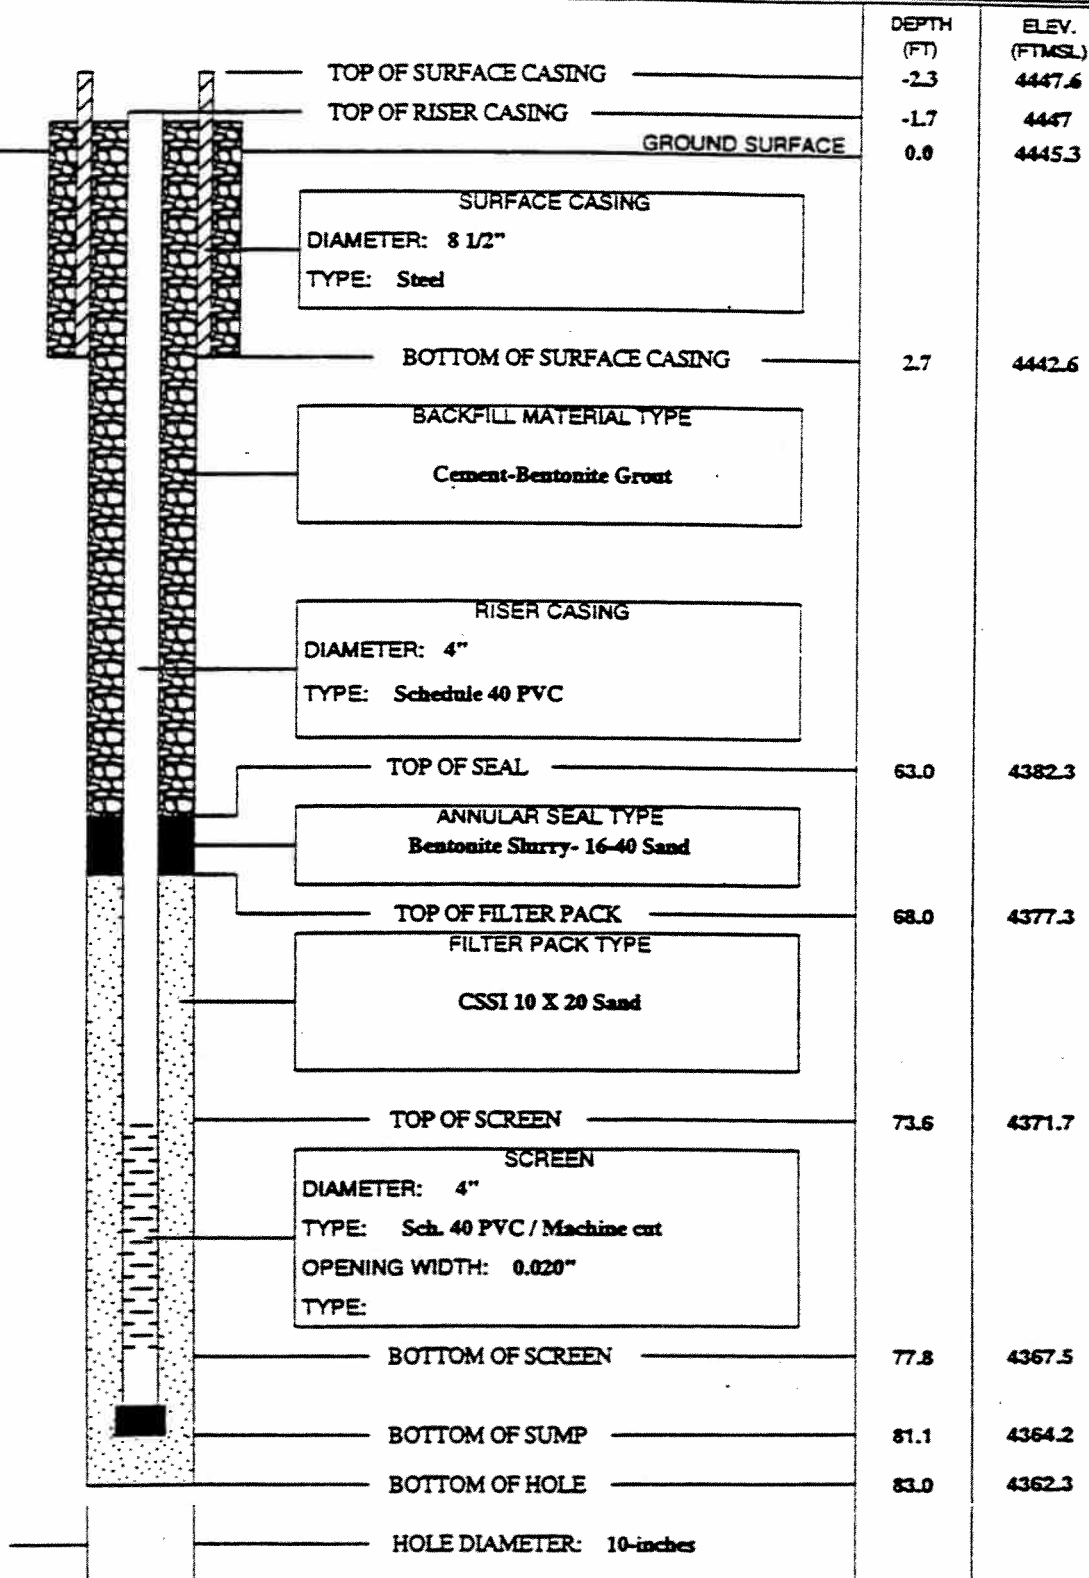 DEPTH ELEV.
(FT) (FTMSL)
TOP OF SURFACE CASING -2.3 4447.6
TOP OF RISER CASING -1.7 4447
GROUND SURFACE 0.0 4445.3
SURFACE CASING
DIAMETER: 8 1/2"
TYPE: Steel
BOTTOM OF SURFACE CASING 2.7 4442.6
BACKFILL MATERIAL TYPE
Cement-Bentonite Grout
RISER CASING
DIAMETER: 4"
TYPE: Schedule 40 PVC
TOP OF SEAL 63.0 4382.3
ANNULAR SEAL TYPE
Bentonite Slurry- 16-40 Sand
TOP OF FILTER PACK 68.0 4377.3
FILTER PACK TYPE
CSSI 10 X 20 Sand
TOP OF SCREEN 73.6 4371.7
SCREEN
DIAMETER: 4"
TYPE: Sch. 40 PVC / Machine cut
OPENING WIDTH: 0.020"
TYPE:
BOTTOM OF SCREEN 77.8 4367.5
BOTTOM OF SUMP 81.1 4364.2
BOTTOM OF HOLE 83.0 4362.3
HOLE DIAMETER: 10-inches